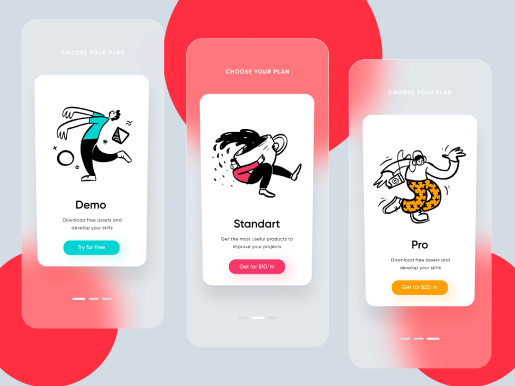 CHOOSE YOUR PLAN
Demo
Download free assets and
develop your skills
Try for Free
CHOOSE YOUR PLAN
Standart
Get the most useful products to
improve your projects
Get for $10/m
CHOOSE YOUR PLAN
Pro
Download free assets and
develop your skills
Get for $25/m